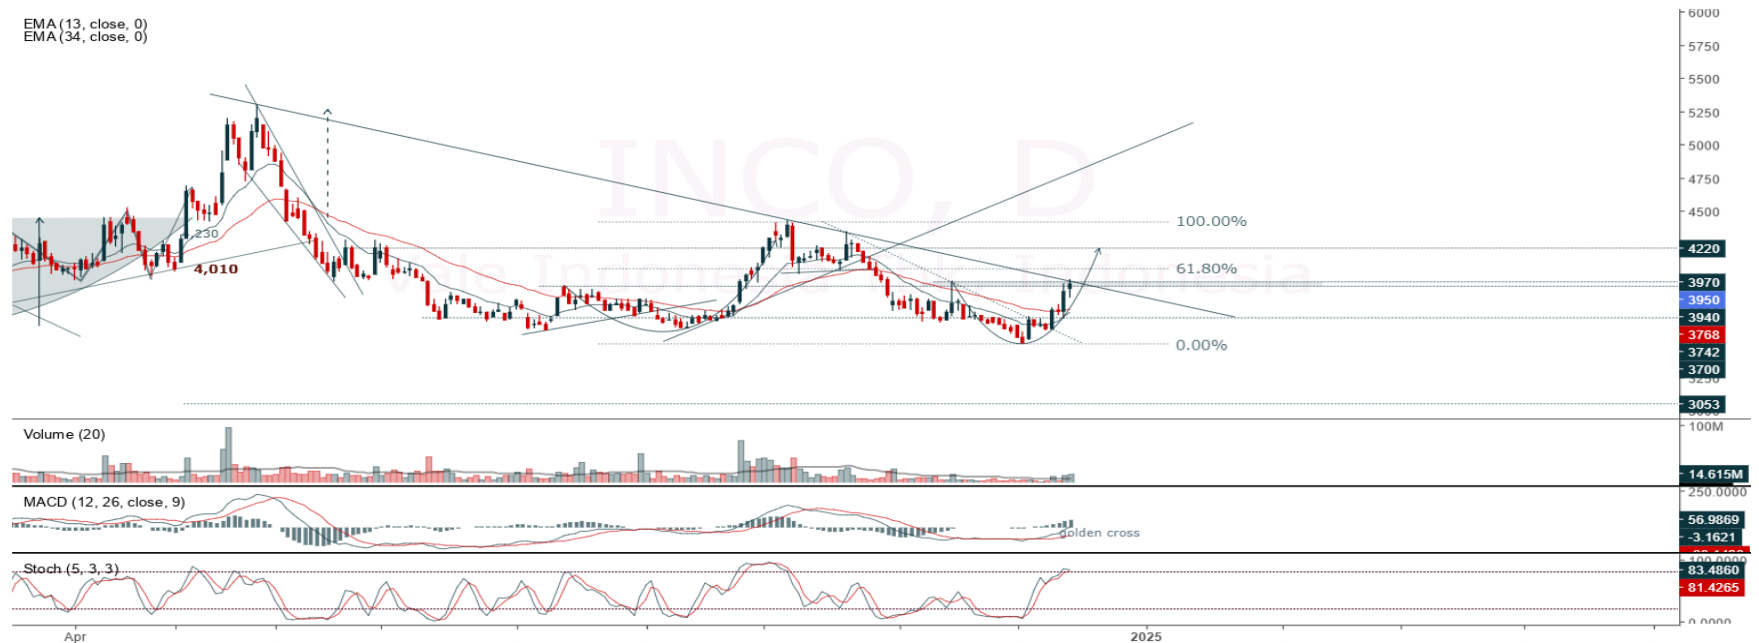 EMA (13, close, 0)
EMA (34, close, 0)
INCO, D
230
4,010
100.00%
61.80%
0.00%
6000
5750
5500
5250
5000
4750
4500
4220
3970
3950
3940
3768
3742
3700
3250
3053
Volume (20)
100M
14.615M
MACD (12, 26, close, 9)
250.0000
56.9869
-3.1621
golden cross
Stoch (5, 3, 3)
100.0000
83.4860
81.4265
0.0000
Apr
2025